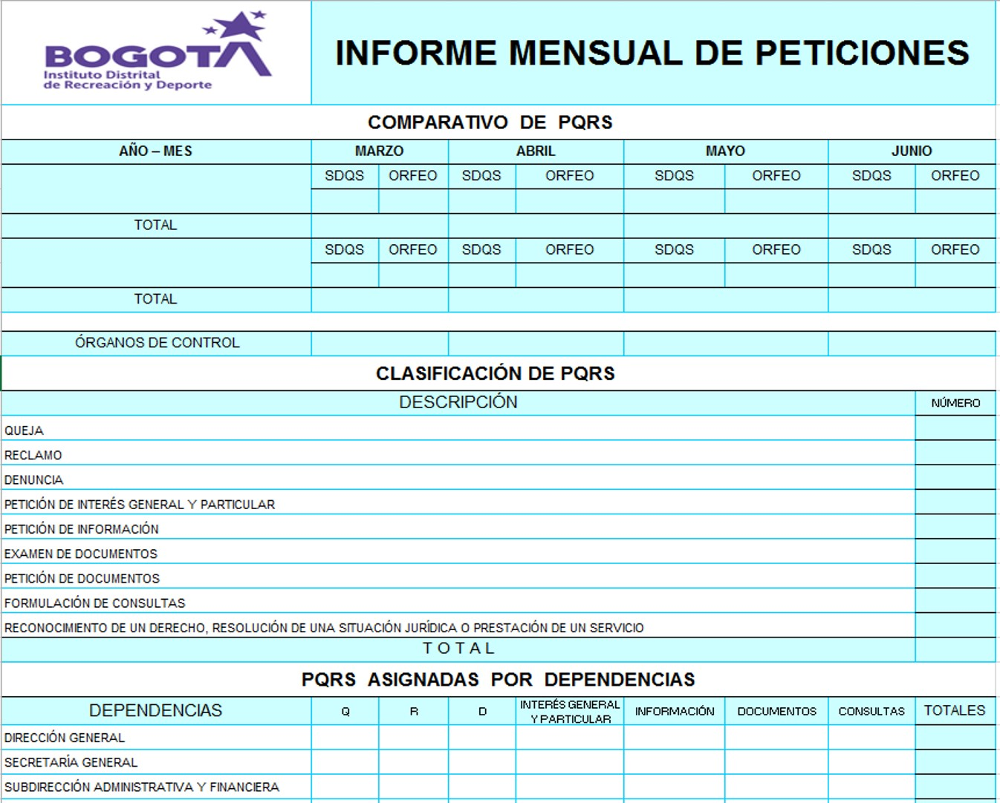 BOGOTÁ
Instituto Distrital
de Recreación y Deporte
INFORME MENSUAL DE PETICIONES
COMPARATIVO DE PQRS
AÑO – MES MARZO ABRIL MAYO JUNIO
SDQS ORFEO SDQS ORFEO SDQS ORFEO SDQS ORFEO
TOTAL
SDQS ORFEO SDQS ORFEO SDQS ORFEO SDQS ORFEO
TOTAL
ÓRGANOS DE CONTROL
CLASIFICACIÓN DE PQRS
DESCRIPCIÓN NÚMERO
QUEJA
RECLAMO
DENUNCIA
PETICIÓN DE INTERÉS GENERAL Y PARTICULAR
PETICIÓN DE INFORMACIÓN
EXAMEN DE DOCUMENTOS
PETICIÓN DE DOCUMENTOS
FORMULACIÓN DE CONSULTAS
RECONOCIMIENTO DE UN DERECHO, RESOLUCIÓN DE UNA SITUACIÓN JURÍDICA O PRESTACIÓN DE UN SERVICIO
T O T A L
PQRS ASIGNADAS POR DEPENDENCIAS
DEPENDENCIAS Q R D INTERÉS GENERAL
Y PARTICULAR INFORMACIÓN DOCUMENTOS CONSULTAS TOTALES
DIRECCIÓN GENERAL
SECRETARÍA GENERAL
SUBDIRECCIÓN ADMINISTRATIVA Y FINANCIERA